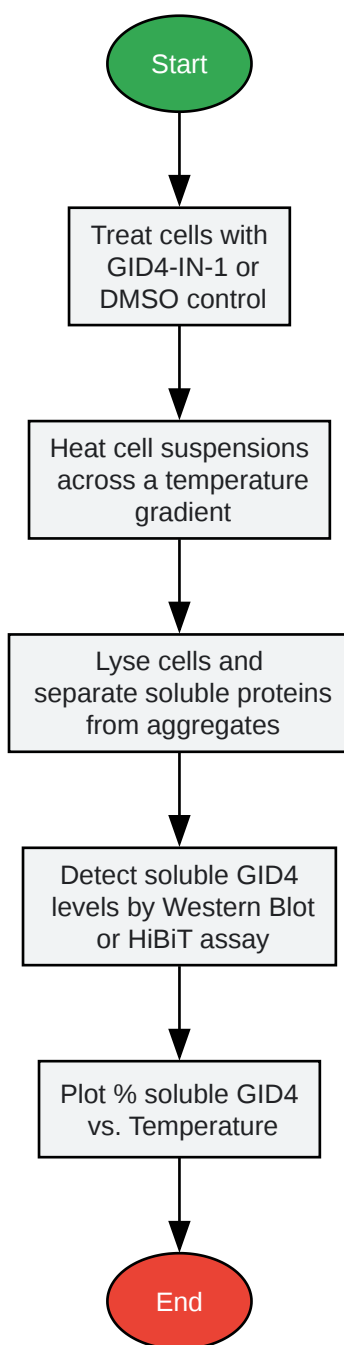 Start
Treat cells with
GID4-IN-1 or
DMSO control
Heat cell suspensions
across a temperature
gradient
Lyse cells and
separate soluble proteins
from aggregates
Detect soluble GID4
levels by Western Blot
or HiBiT assay
Plot % soluble GID4
vs. Temperature
End